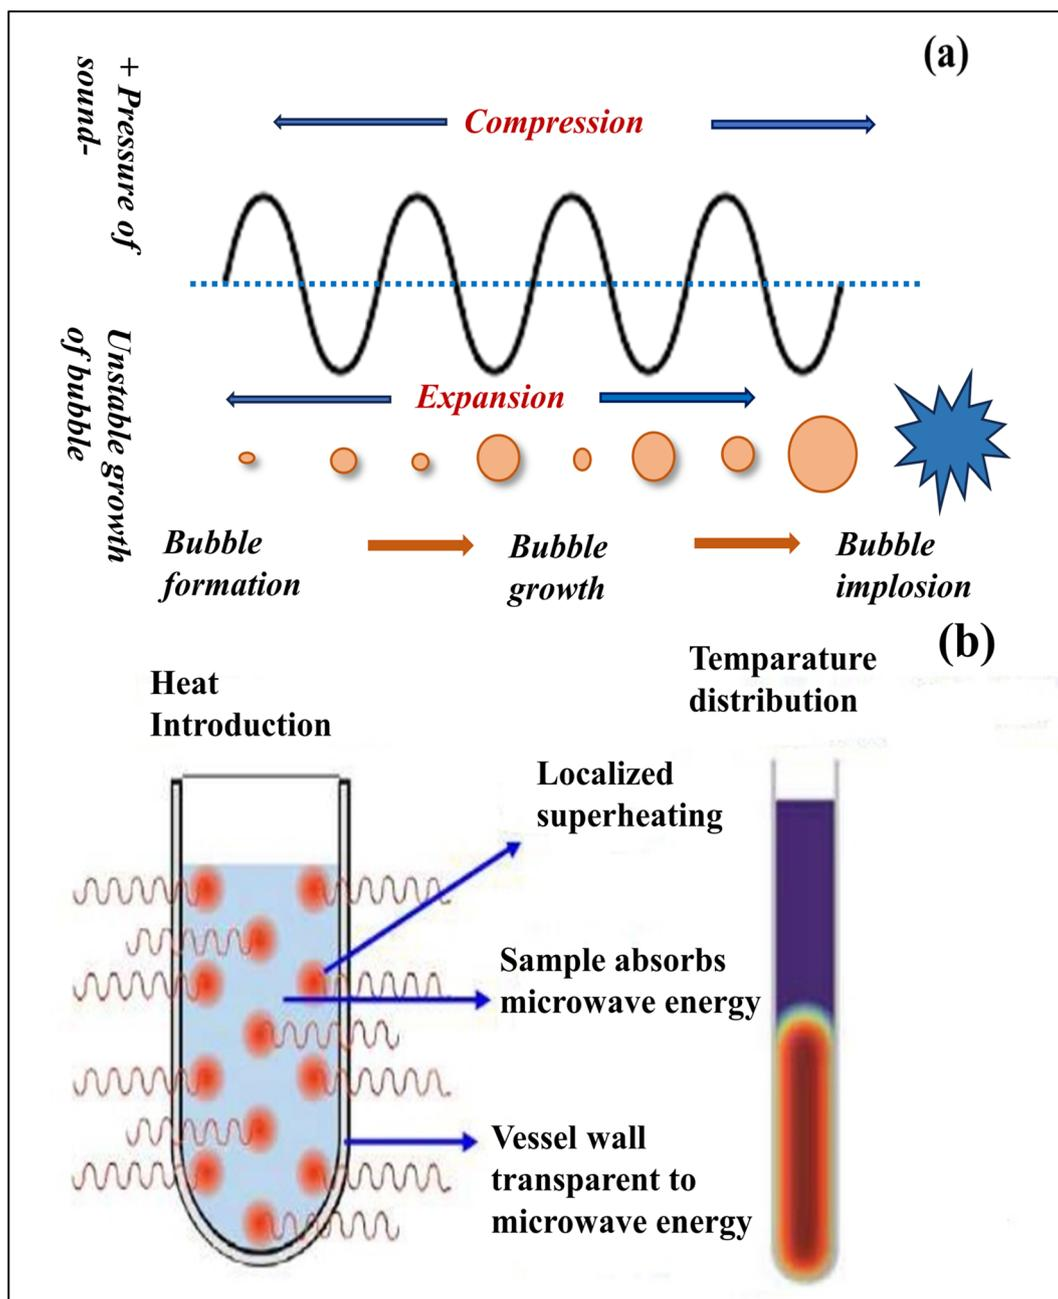 (a)
+ Pressure of
sound-
Compression
Expansion
Unstable growth
of bubble
Bubble
formation
Bubble
growth
Bubble
implosion
(b)
Heat
Introduction
Temparature
distribution
Localized
superheating
Sample absorbs
microwave energy
Vessel wall
transparent to
microwave energy